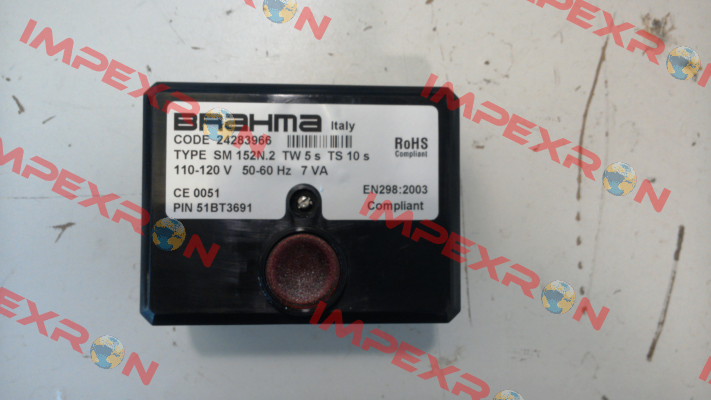 BRAHMA Italy
CODE 24283966
RoHS
Compliant
TYPE SM 152N.2 TW 5 s TS 10 s
110-120 V 50-60 Hz 7 VA
CE 0051
EN298:2003
PIN 51BT3691
Compliant
IMPEXRON
IMPEXRON
IMPEXRON
IMPEXRON
IMPEXRON
IMPEXRON